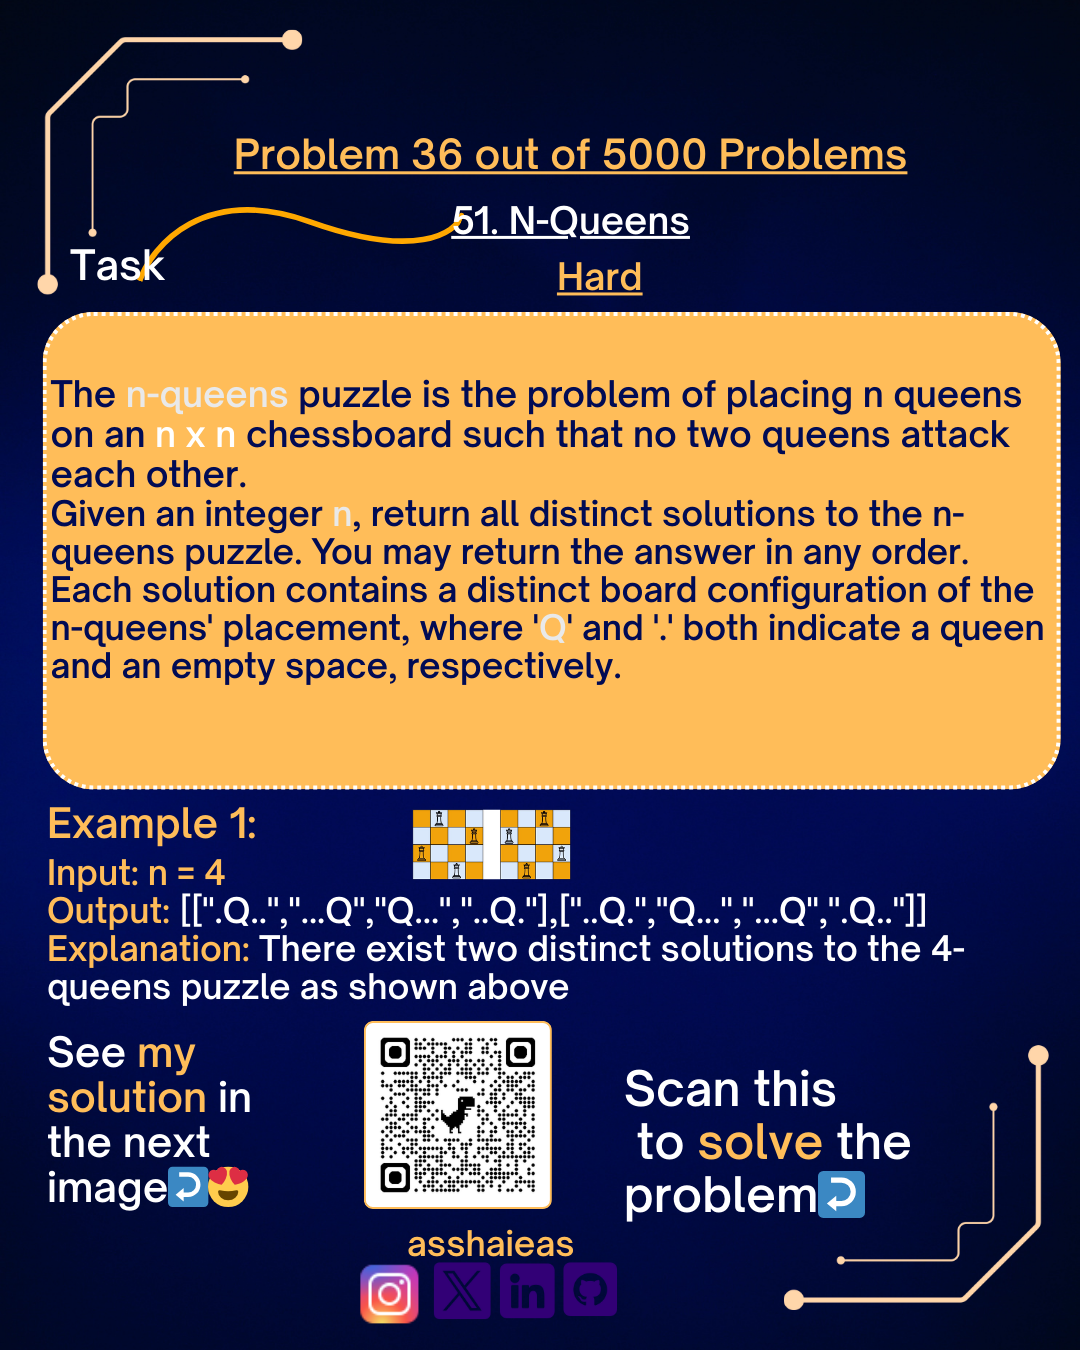 Problem 36 out of 5000 Problems
51. N-Queens
Task
Hard
The n-queens puzzle is the problem of placing n queens
on an n x n chessboard such that no two queens attack
each other.
Given an integer n, return all distinct solutions to the n-
queens puzzle. You may return the answer in any order.
Each solution contains a distinct board configuration of the
n-queens' placement, where 'Q' and '.' both indicate a queen
and an empty space, respectively.
Example 1:
Input: n = 4
Output: [[".Q..","...Q","Q...","..Q."],["..Q.","Q...","...Q",".Q.."]]
Explanation: There exist two distinct solutions to the 4-
queens puzzle as shown above
See my
solution in
the next
image
Scan this
to solve the
problem
asshaieas
in